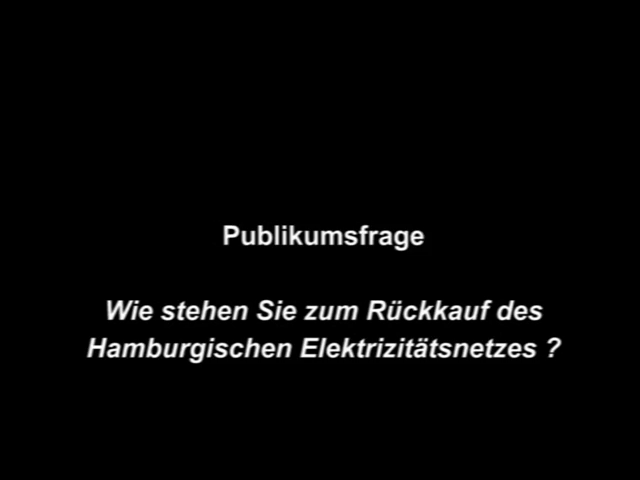 Publikumsfrage
Wie stehen Sie zum Rückkauf des
Hamburgischen Elektrizitätsnetzes ?